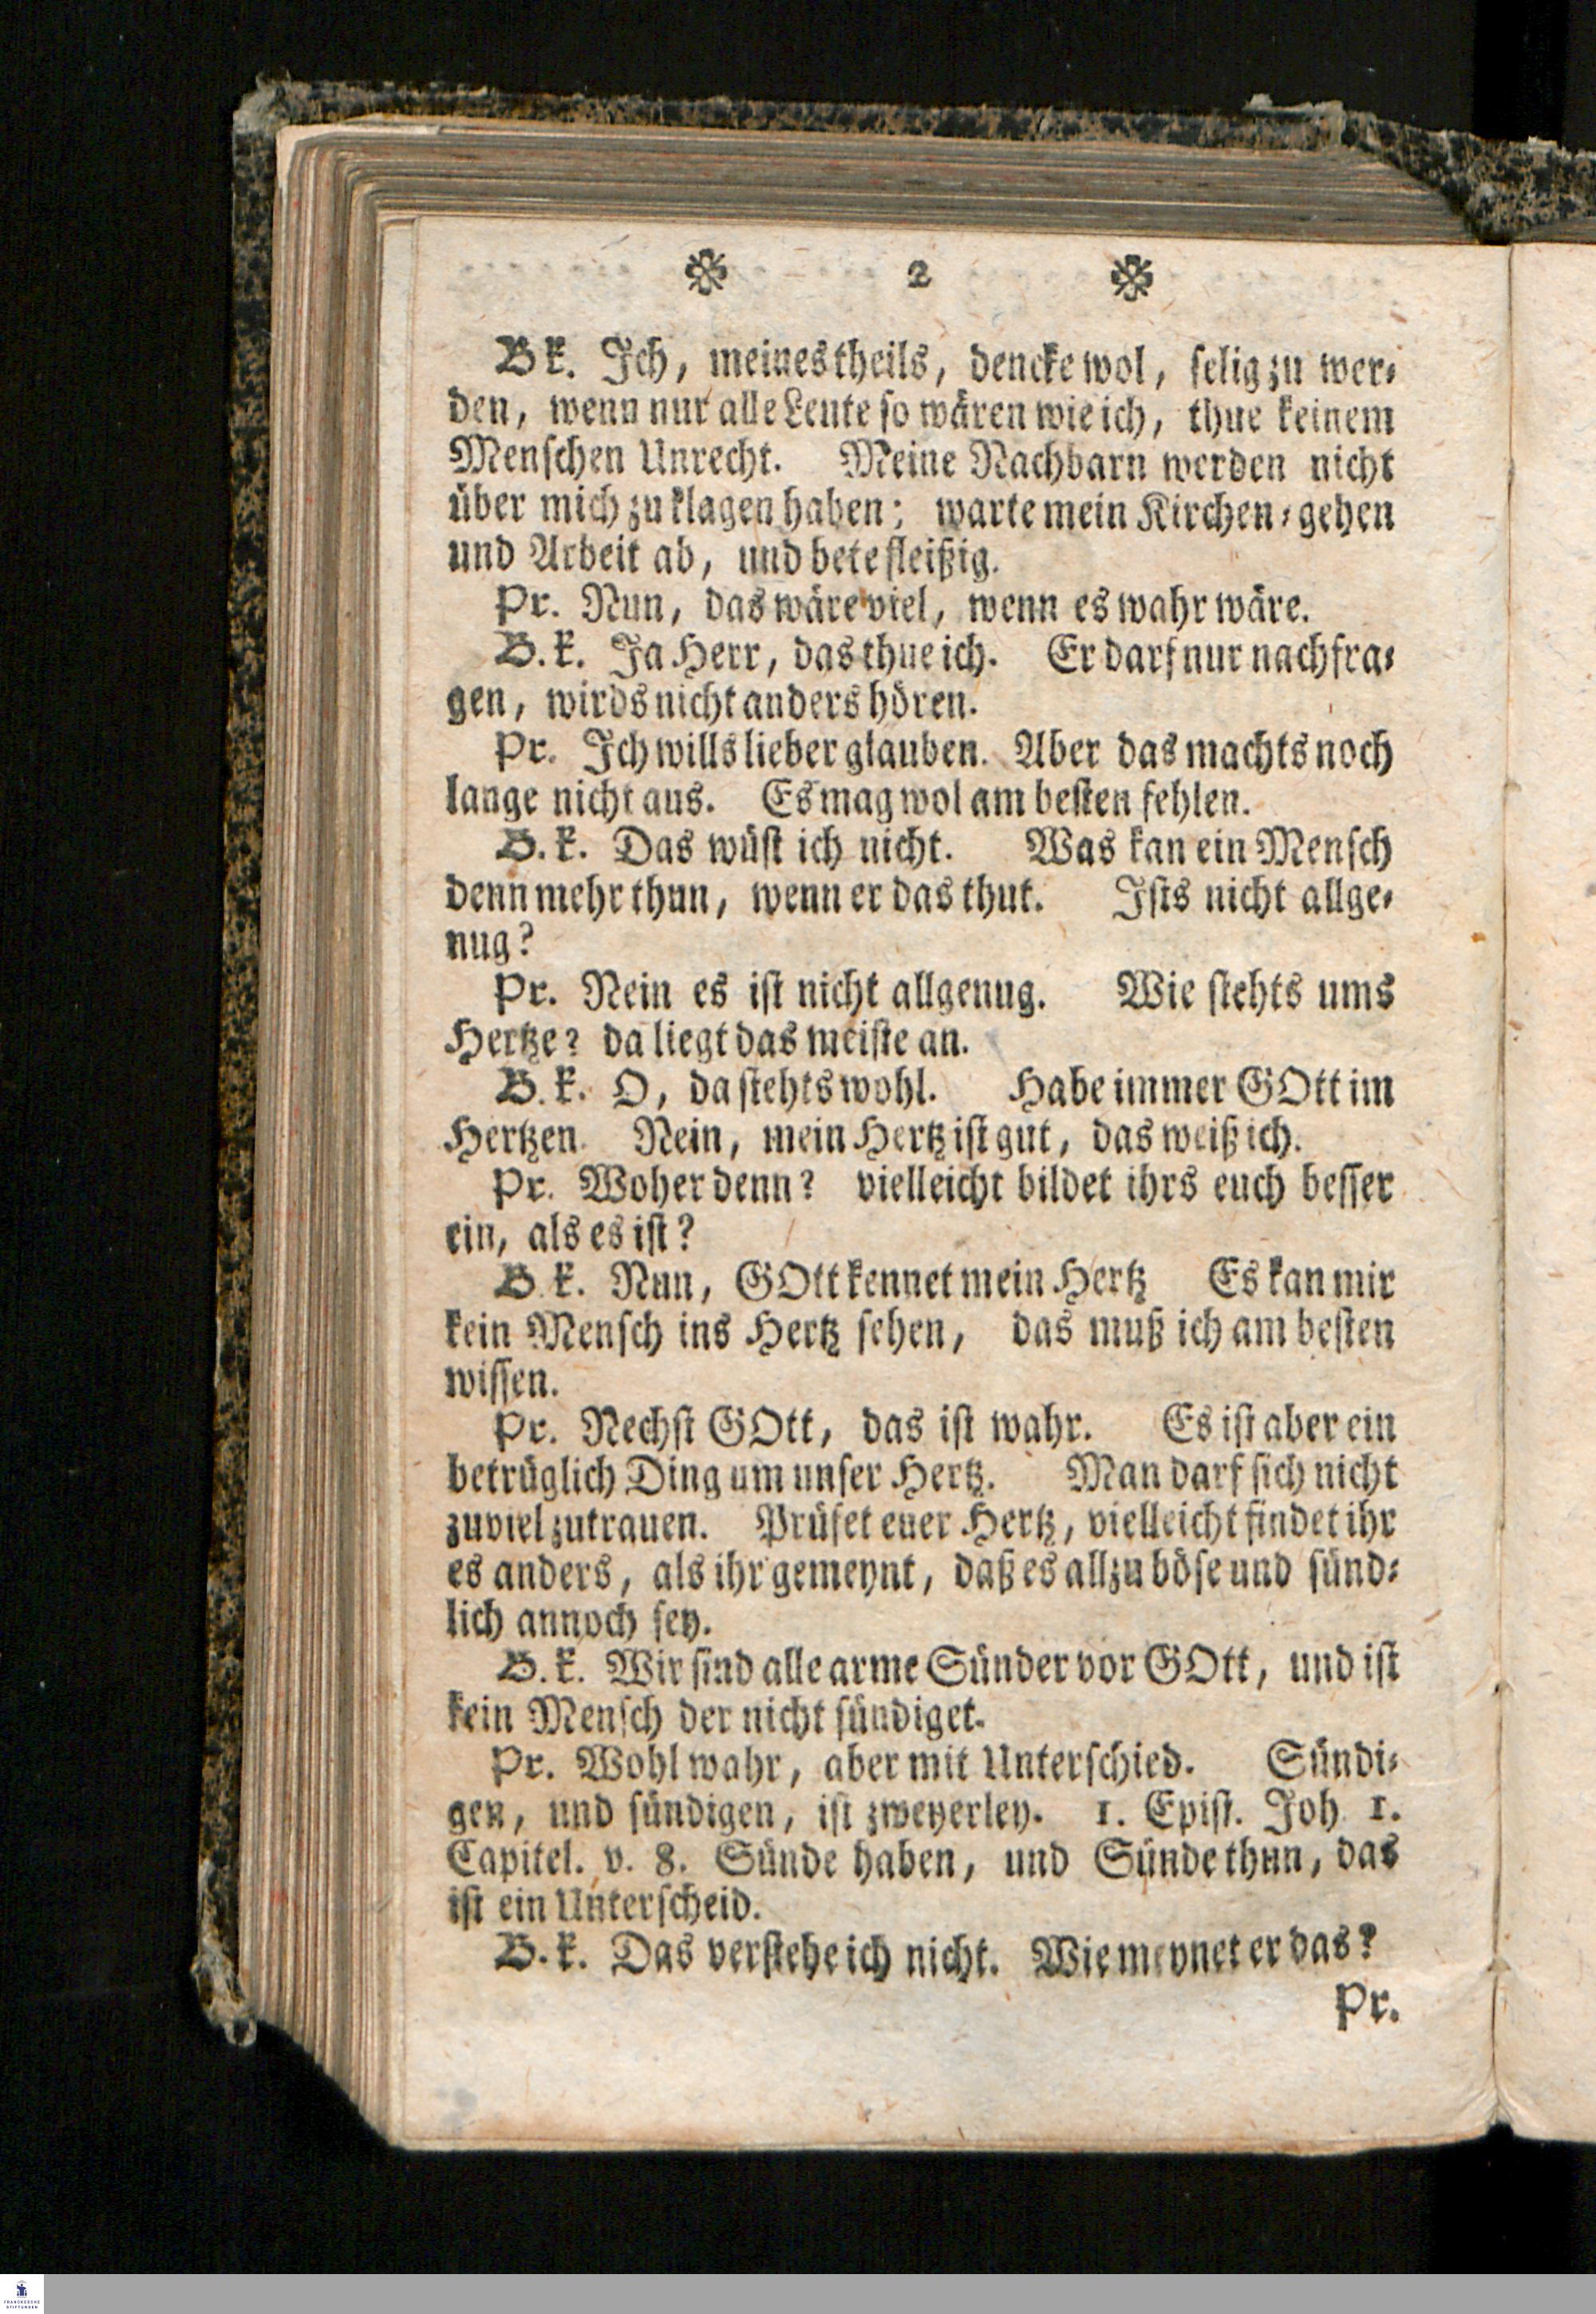 2
Bk. Ich, meinestheils, dencke wol, selig zu wer-
den, wenn nur alle Leute so wären wie ich, thue keinem
Menschen Unrecht. Meine Nachbarn werden nicht
über mich zu klagen haben; warte mein Kirchen-gehen
und Arbeit ab, und bete fleißig.
Pr. Nun, das wäre viel, wenn es wahr wäre.
B.k. Ja Herr, das thue ich. Er darf nur nachfra-
gen, wirds nicht anders hören.
Pr. Ich wills lieber glauben. Aber das machts noch
lange nicht aus. Es mag wol am besten fehlen.
B.k. Das wüst ich nicht. Was kan ein Mensch
denn mehr thun, wenn er das thut. Ists nicht allge-
nug?
Pr. Nein es ist nicht allgenug. Wie stehts ums
Hertze? da liegt das meiste an.
B.k. O, da stehts wohl. Habe immer GOtt im
Hertzen. Nein, mein Hertz ist gut, das weiß ich.
Pr. Woher denn? vielleicht bildet ihrs euch besser
ein, als es ist?
B k. Nun, GOtt kennet mein Hertz Es kan mir
kein Mensch ins Hertz sehen, das muß ich am besten
wissen.
Pr. Nechst GOtt, das ist wahr. Es ist aber ein
betrüglich Ding um unser Hertz. Man darf sich nicht
zuviel zutrauen. Prüfet euer Hertz, vielleicht findet ihr
es anders, als ihr gemeynt, daß es allzu böse und sünd-
lich annoch sey.
B.k. Wir sind alle arme Sünder vor GOtt, und ist
kein Mensch der nicht sündiget.
Pr. Wohl wahr, aber mit Unterschied. Sündi-
gen, und sündigen, ist zweyerley. 1. Epist. Joh 1.
Capitel. v. 8. Sünde haben, und Sünde thun, das
ist ein Unterscheid.
B.k. Das verstehe ich nicht. Wie meynet er das?
Pr.
FRANCKESCHE
STIFTUNGEN